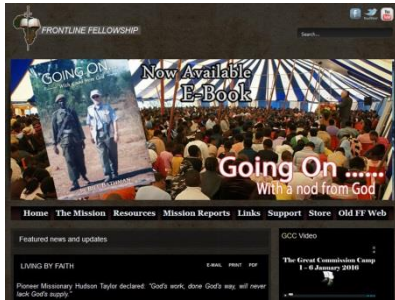 FRONTLINE FELLOWSHIP
Search...
GOING ON
Now Available
E-Book
Going On ......
With a nod from God
Home The Mission Resources Mission Reports Links Support Store Old FF Web
Featured news and updates
GCC Video
LIVING BY FAITH
E-MAIL PRINT PDF
The Great Commission Camp
1 - 6 January 2016
Pioneer Missionary Hudson Taylor declared: "God's work, done God's way, will never
lack God's supply."